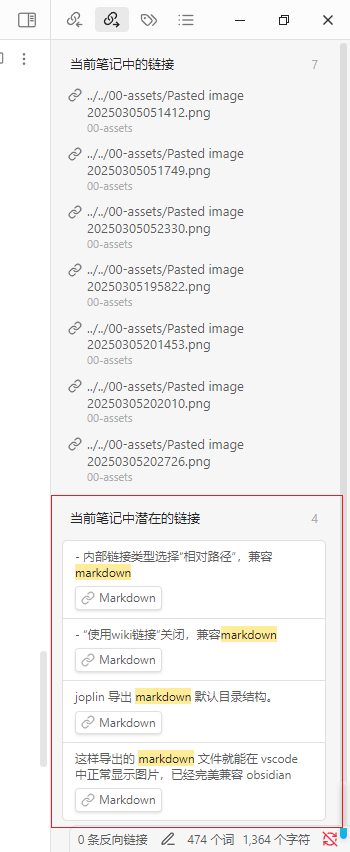 当前笔记中的链接 7
../../00-assets/Pasted image
20250305051412.png
00-assets
../../00-assets/Pasted image
20250305051749.png
00-assets
../../00-assets/Pasted image
20250305052330.png
00-assets
../../00-assets/Pasted image
20250305195822.png
00-assets
../../00-assets/Pasted image
20250305201453.png
00-assets
../../00-assets/Pasted image
20250305202010.png
00-assets
../../00-assets/Pasted image
20250305202726.png
00-assets
当前笔记中潜在的链接 4
- 内部链接类型选择“相对路径”，兼容
markdown
Markdown
- “使用wiki链接”关闭，兼容markdown
Markdown
joplin 导出 markdown 默认目录结构。
Markdown
这样导出的 markdown 文件就能在 vscode
中正常显示图片，已经完美兼容 obsidian
Markdown
0 条反向链接 474 个词 1,364 个字符